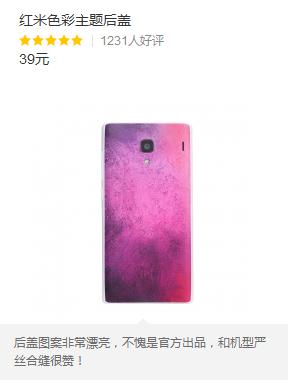 红米色彩主题后盖
★★★★★ | 1231人好评
39元
后盖图案非常漂亮，不愧是官方出品，和机型严
丝合缝很赞！